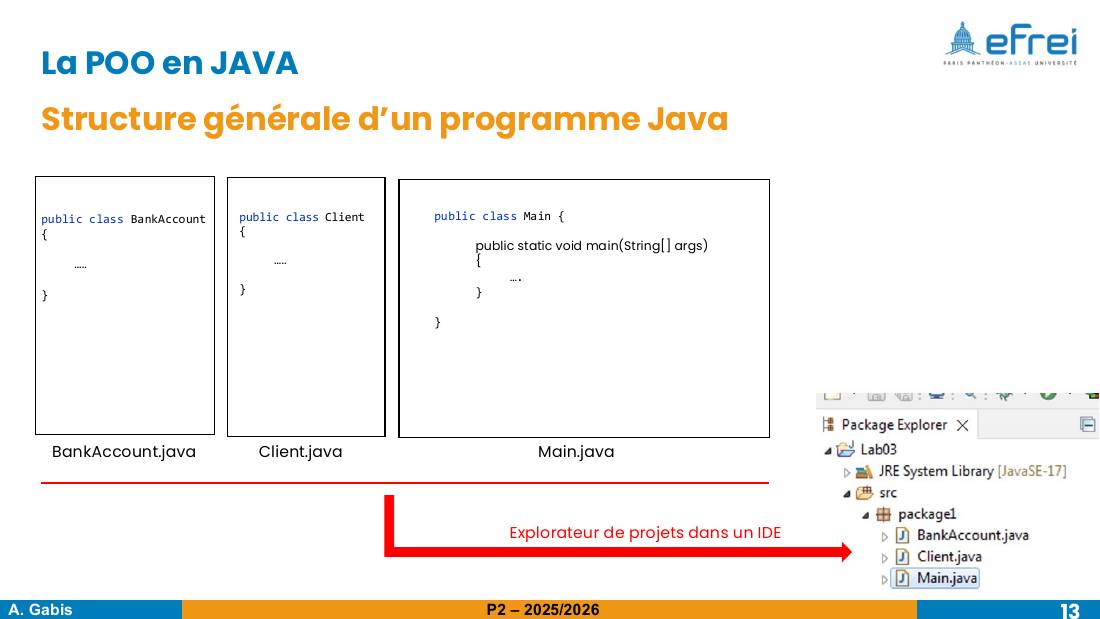 efrei
PARIS PANTHÉON-ASSAS UNIVERSITÉ
La POO en JAVA
Structure générale d’un programme Java
public class BankAccount
{
…..
}
BankAccount.java
public class Client
{
…..
}
Client.java
public class Main {
public static void main(String[] args)
{
….
}
}
Main.java
Explorateur de projets dans un IDE
Package Explorer
Lab03
JRE System Library [JavaSE-17]
src
package1
BankAccount.java
Client.java
Main.java
A. Gabis
P2 – 2025/2026
13